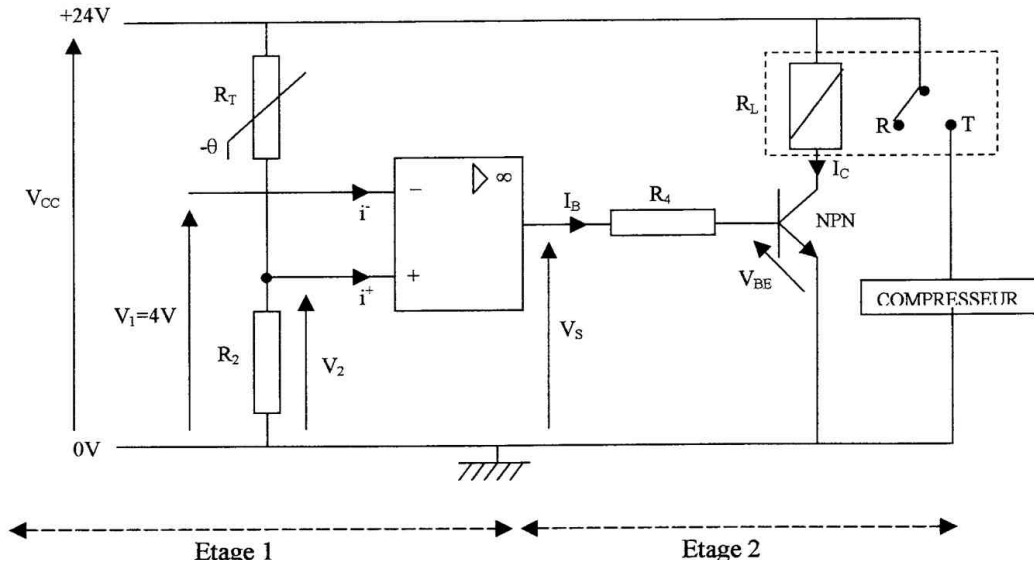 +24V
R_T
-θ
R_L
R
T
V_CC
▷ ∞
−
I_C
i⁻
I_B
R_4
NPN
+
i⁺
V_BE
COMPRESSEUR
V_1=4V
R_2
V_2
V_S
0V
Etage 1
Etage 2